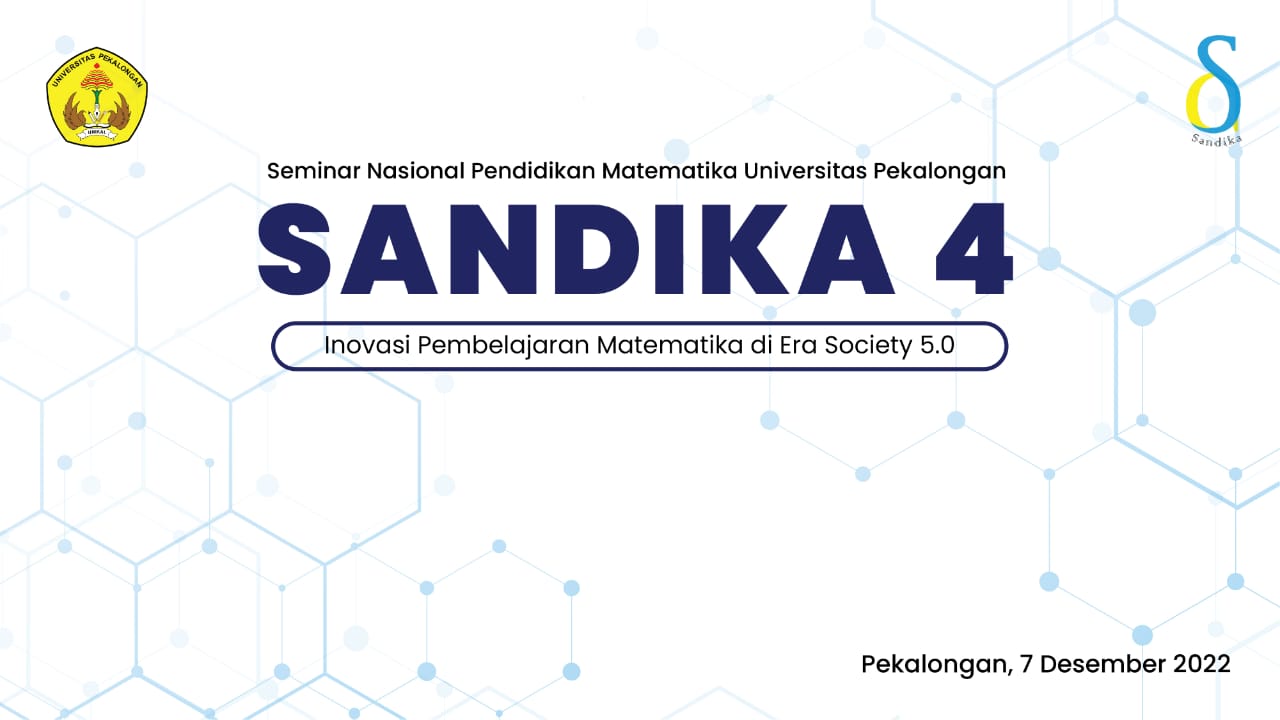 UNIVERSITAS PEKALONGAN
UNIKAL
Sandika
Seminar Nasional Pendidikan Matematika Universitas Pekalongan
SANDIKA 4
Inovasi Pembelajaran Matematika di Era Society 5.0
Pekalongan, 7 Desember 2022